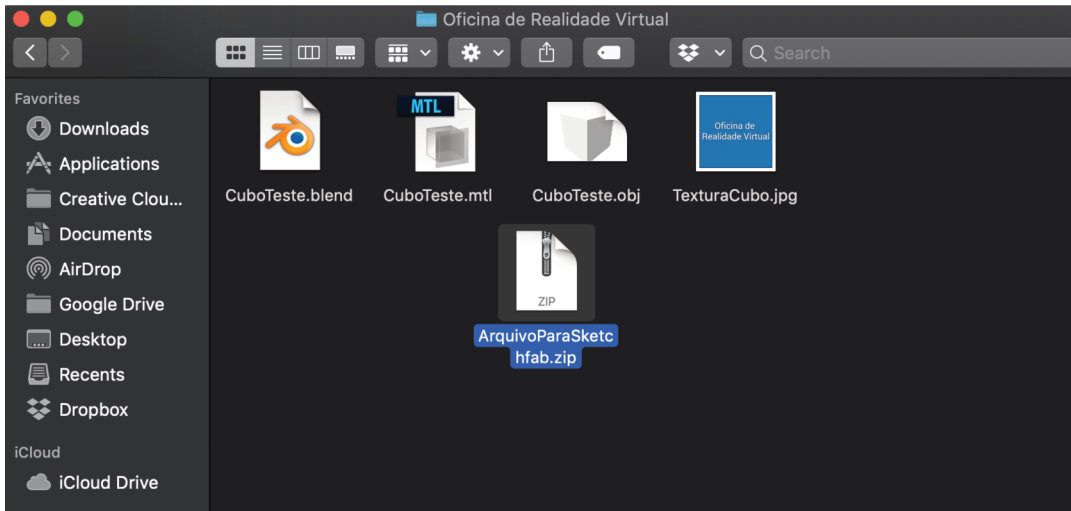 Oficina de Realidade Virtual
Search
Favorites
Downloads
Applications
Creative Clou...
Documents
AirDrop
Google Drive
Desktop
Recents
Dropbox
iCloud
iCloud Drive
MTL
Oficina de
Realidade Virtual
CuboTeste.blend
CuboTeste.mtl
CuboTeste.obj
TexturaCubo.jpg
ZIP
ArquivoParaSketc
hfab.zip